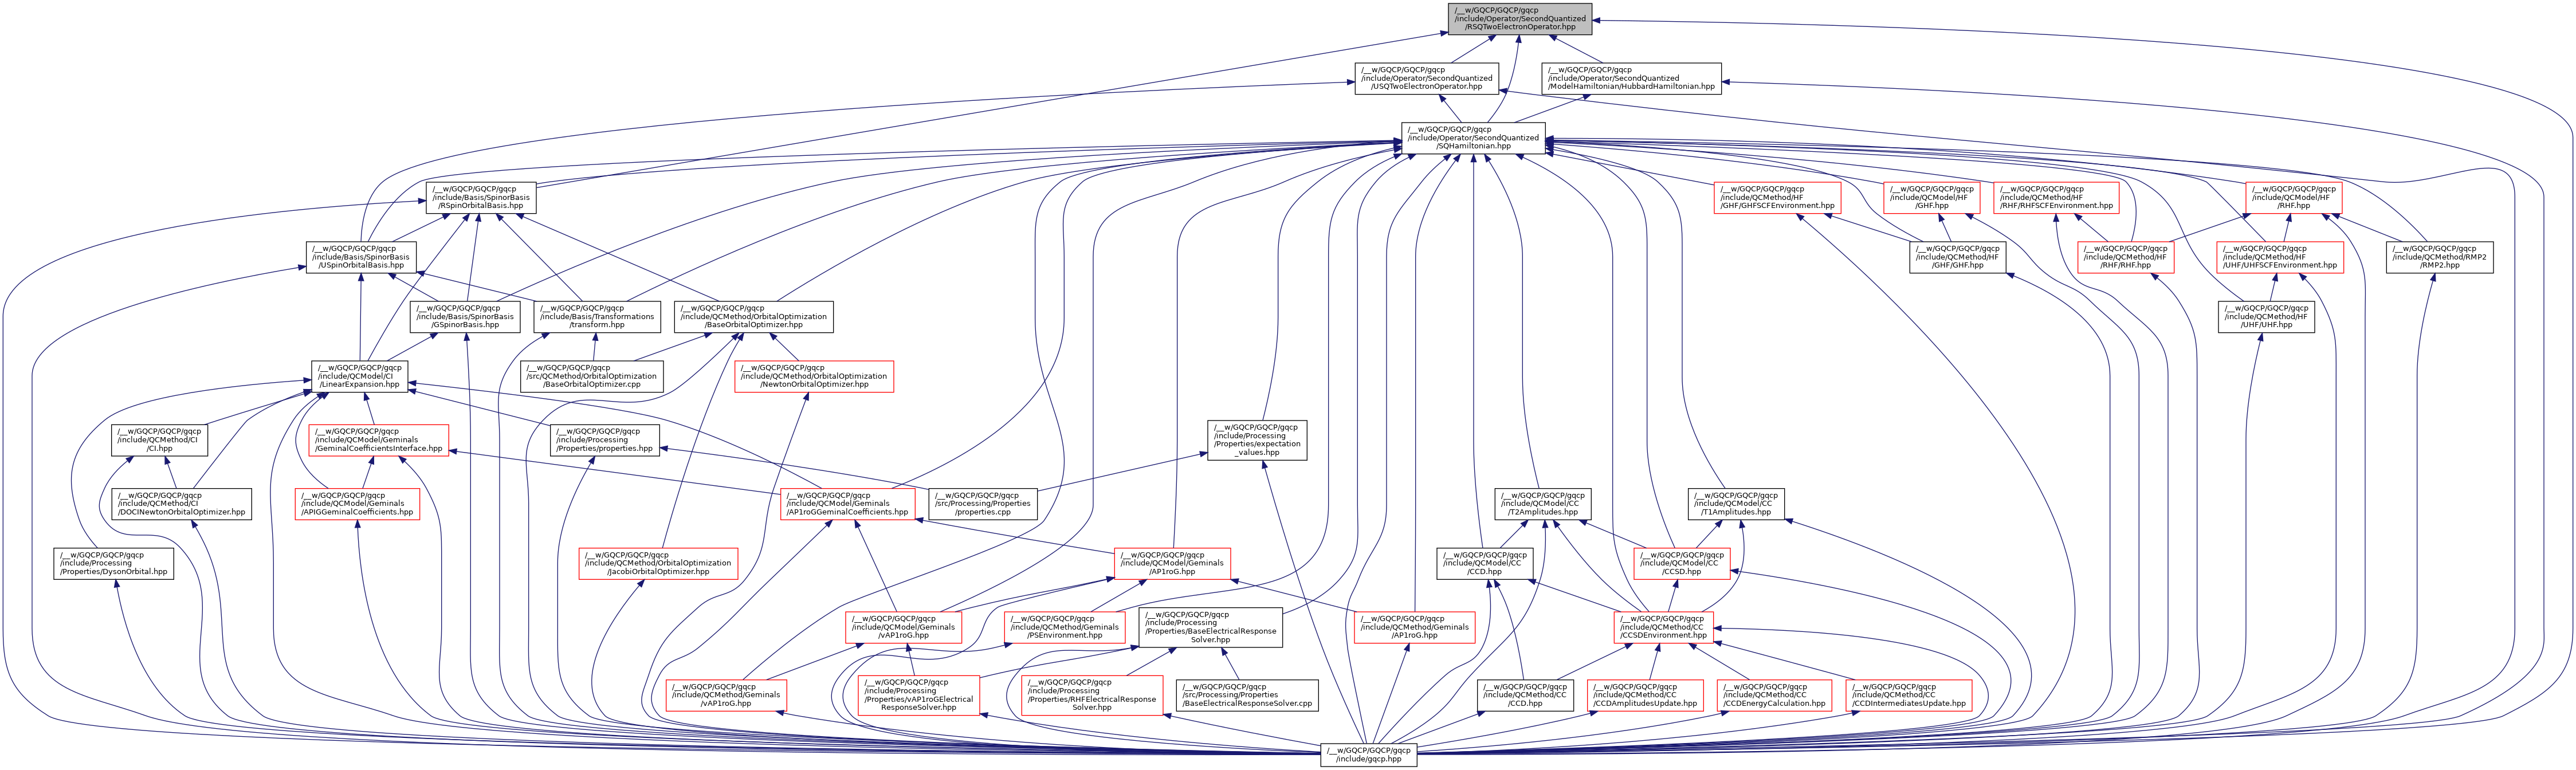 /__w/GQCP/GQCP/gqcp
/include/Operator/SecondQuantized
/RSQTwoElectronOperator.hpp
/__w/GQCP/GQCP/gqcp
/include/Operator/SecondQuantized
/USQTwoElectronOperator.hpp
/__w/GQCP/GQCP/gqcp
/include/Operator/SecondQuantized
/ModelHamiltonian/HubbardHamiltonian.hpp
/__w/GQCP/GQCP/gqcp
/include/Operator/SecondQuantized
/SQHamiltonian.hpp
/__w/GQCP/GQCP/gqcp
/include/Basis/SpinorBasis
/RSpinOrbitalBasis.hpp
/__w/GQCP/GQCP/gqcp
/include/QCMethod/HF
/GHF/GHFSCFEnvironment.hpp
/__w/GQCP/GQCP/gqcp
/include/QCModel/HF
/GHF.hpp
/__w/GQCP/GQCP/gqcp
/include/QCMethod/HF
/RHF/RHFSCFEnvironment.hpp
/__w/GQCP/GQCP/gqcp
/include/QCModel/HF
/RHF.hpp
/__w/GQCP/GQCP/gqcp
/include/Basis/SpinorBasis
/USpinOrbitalBasis.hpp
/__w/GQCP/GQCP/gqcp
/include/QCMethod/HF
/GHF/GHF.hpp
/__w/GQCP/GQCP/gqcp
/include/QCMethod/HF
/RHF/RHF.hpp
/__w/GQCP/GQCP/gqcp
/include/QCMethod/HF
/UHF/UHFSCFEnvironment.hpp
/__w/GQCP/GQCP/gqcp
/include/QCMethod/RMP2
/RMP2.hpp
/__w/GQCP/GQCP/gqcp
/include/Basis/SpinorBasis
/GSpinorBasis.hpp
/__w/GQCP/GQCP/gqcp
/include/Basis/Transformations
/transform.hpp
/__w/GQCP/GQCP/gqcp
/include/QCMethod/OrbitalOptimization
/BaseOrbitalOptimizer.hpp
/__w/GQCP/GQCP/gqcp
/include/QCMethod/HF
/UHF/UHF.hpp
/__w/GQCP/GQCP/gqcp
/include/QCModel/CI
/LinearExpansion.hpp
/__w/GQCP/GQCP/gqcp
/src/QCMethod/OrbitalOptimization
/BaseOrbitalOptimizer.cpp
/__w/GQCP/GQCP/gqcp
/include/QCMethod/OrbitalOptimization
/NewtonOrbitalOptimizer.hpp
/__w/GQCP/GQCP/gqcp
/include/QCMethod/CI
/CI.hpp
/__w/GQCP/GQCP/gqcp
/include/QCModel/Geminals
/GeminalCoefficientsInterface.hpp
/__w/GQCP/GQCP/gqcp
/include/Processing
/Properties/properties.hpp
/__w/GQCP/GQCP/gqcp
/include/Processing
/Properties/expectation
_values.hpp
/__w/GQCP/GQCP/gqcp
/include/QCMethod/CI
/DOCINewtonOrbitalOptimizer.hpp
/__w/GQCP/GQCP/gqcp
/include/QCModel/Geminals
/APIGGeminalCoefficients.hpp
/__w/GQCP/GQCP/gqcp
/include/QCModel/Geminals
/AP1roGGeminalCoefficients.hpp
/__w/GQCP/GQCP/gqcp
/src/Processing/Properties
/properties.cpp
/__w/GQCP/GQCP/gqcp
/include/QCModel/CC
/T2Amplitudes.hpp
/__w/GQCP/GQCP/gqcp
/include/QCModel/CC
/T1Amplitudes.hpp
/__w/GQCP/GQCP/gqcp
/include/Processing
/Properties/DysonOrbital.hpp
/__w/GQCP/GQCP/gqcp
/include/QCMethod/OrbitalOptimization
/JacobiOrbitalOptimizer.hpp
/__w/GQCP/GQCP/gqcp
/include/QCModel/Geminals
/AP1roG.hpp
/__w/GQCP/GQCP/gqcp
/include/QCModel/CC
/CCD.hpp
/__w/GQCP/GQCP/gqcp
/include/QCModel/CC
/CCSD.hpp
/__w/GQCP/GQCP/gqcp
/include/QCModel/Geminals
/vAP1roG.hpp
/__w/GQCP/GQCP/gqcp
/include/QCMethod/Geminals
/PSEnvironment.hpp
/__w/GQCP/GQCP/gqcp
/include/Processing
/Properties/BaseElectricalResponse
Solver.hpp
/__w/GQCP/GQCP/gqcp
/include/QCMethod/Geminals
/AP1roG.hpp
/__w/GQCP/GQCP/gqcp
/include/QCMethod/CC
/CCSDEnvironment.hpp
/__w/GQCP/GQCP/gqcp
/include/QCMethod/Geminals
/vAP1roG.hpp
/__w/GQCP/GQCP/gqcp
/include/Processing
/Properties/vAP1roGElectrical
ResponseSolver.hpp
/__w/GQCP/GQCP/gqcp
/include/Processing
/Properties/RHFElectricalResponse
Solver.hpp
/__w/GQCP/GQCP/gqcp
/src/Processing/Properties
/BaseElectricalResponseSolver.cpp
/__w/GQCP/GQCP/gqcp
/include/QCMethod/CC
/CCD.hpp
/__w/GQCP/GQCP/gqcp
/include/QCMethod/CC
/CCDAmplitudesUpdate.hpp
/__w/GQCP/GQCP/gqcp
/include/QCMethod/CC
/CCDEnergyCalculation.hpp
/__w/GQCP/GQCP/gqcp
/include/QCMethod/CC
/CCDIntermediatesUpdate.hpp
/__w/GQCP/GQCP/gqcp
/include/gqcp.hpp